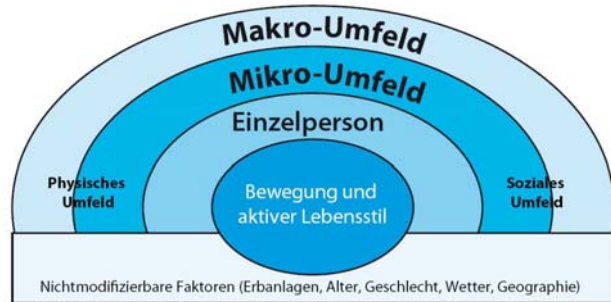 Makro-Umfeld
Mikro-Umfeld
Einzelperson
Physisches
Umfeld
Bewegung und
aktiver Lebensstil
Soziales
Umfeld
Nichtmodifizierbare Faktoren (Erbanlagen, Alter, Geschlecht, Wetter, Geographie)